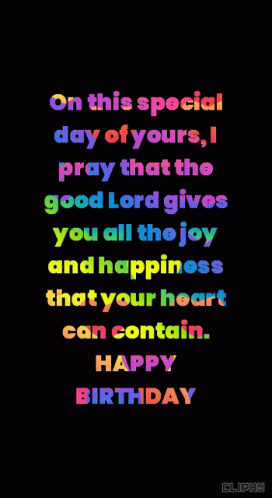 On this special
day of yours, I
pray that the
good Lord gives
you all the joy
and happiness
that your heart
can contain.
HAPPY
BIRTHDAY
CLIPHY